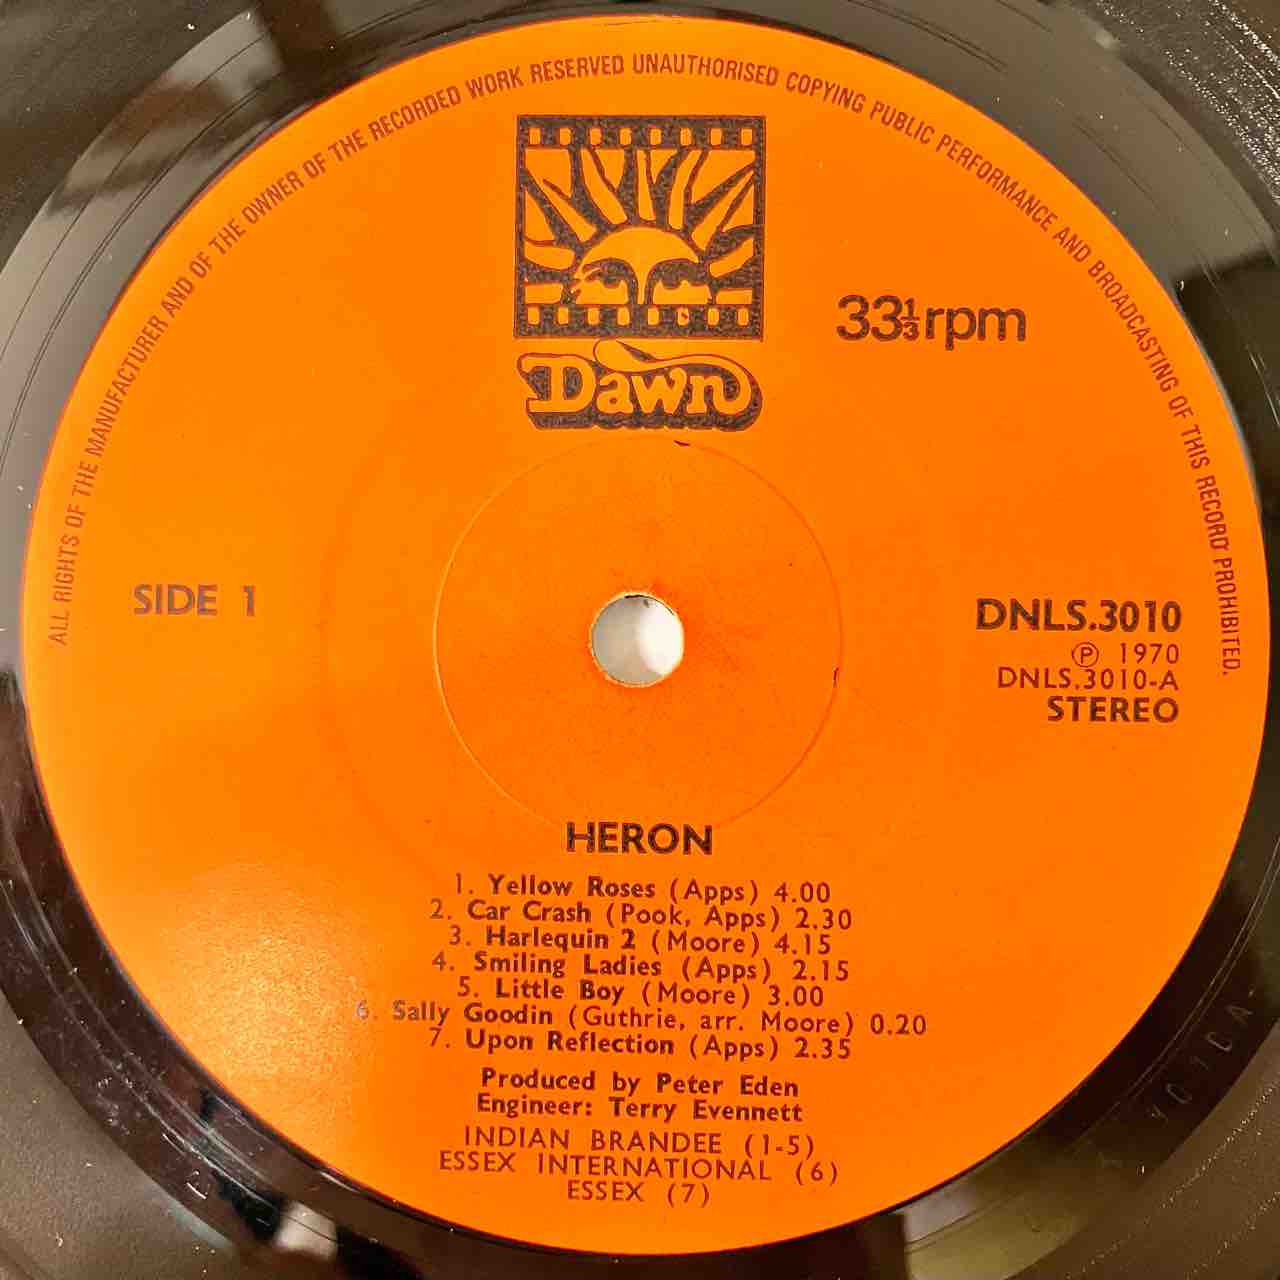 ALL RIGHTS OF THE MANUFACTURER AND OF THE OWNER OF THE RECORDED WORK RESERVED UNAUTHORISED COPYING PUBLIC PERFORMANCE AND BROADCASTING OF THIS RECORD PROHIBITED.
Dawn
33⅓rpm
SIDE 1
DNLS.3010
℗ 1970
DNLS.3010-A
STEREO
HERON
1. Yellow Roses (Apps) 4.00
2. Car Crash (Pook, Apps) 2.30
3. Harlequin 2 (Moore) 4.15
4. Smiling Ladies (Apps) 2.15
5. Little Boy (Moore) 3.00
6. Sally Goodin (Guthrie, arr. Moore) 0.20
7. Upon Reflection (Apps) 2.35
Produced by Peter Eden
Engineer: Terry Evennett
INDIAN BRANDEE (1-5)
ESSEX INTERNATIONAL (6)
ESSEX (7)